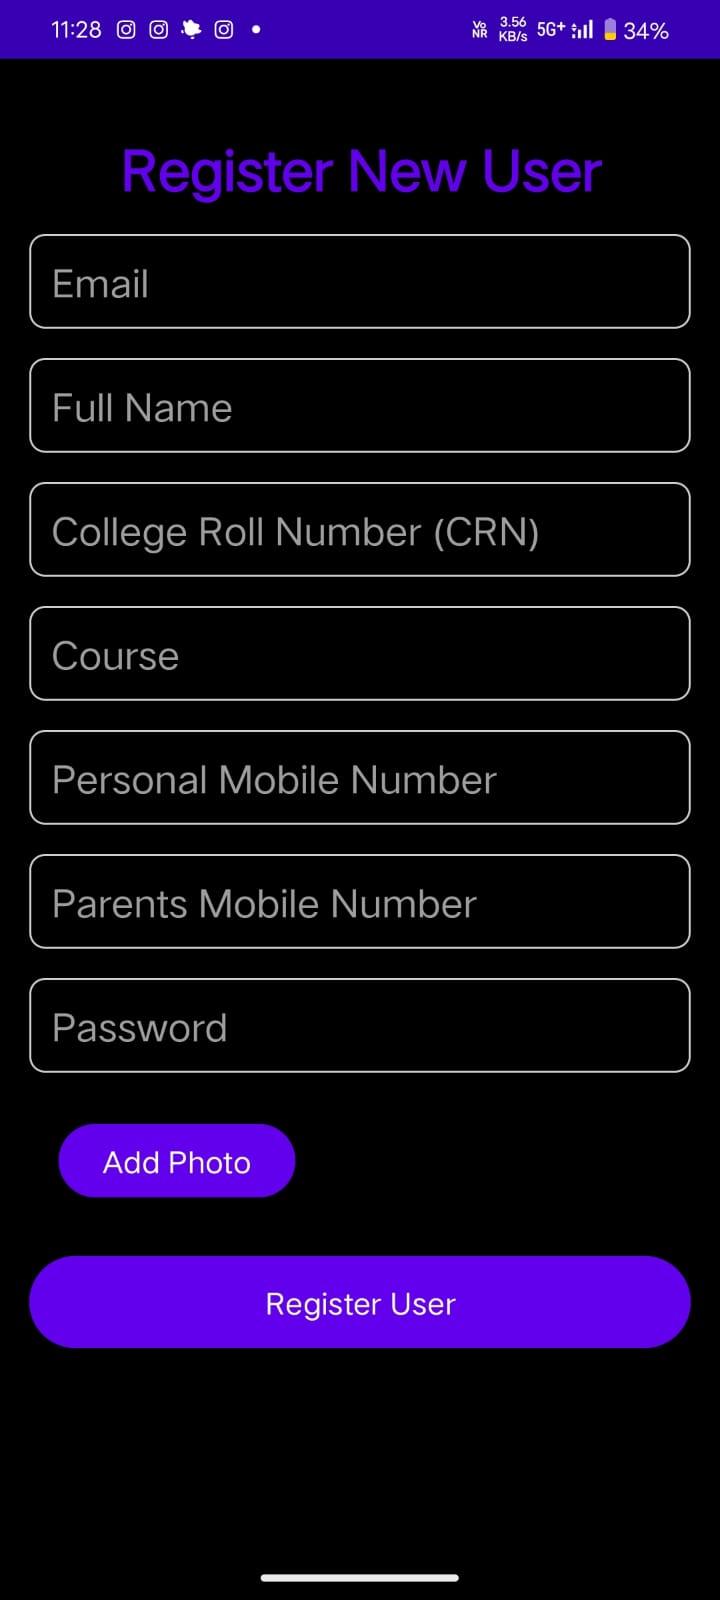 11:28 Vo NR 3.56 KB/s 5G+ 34%
Register New User
Email
Full Name
College Roll Number (CRN)
Course
Personal Mobile Number
Parents Mobile Number
Password
Add Photo
Register User